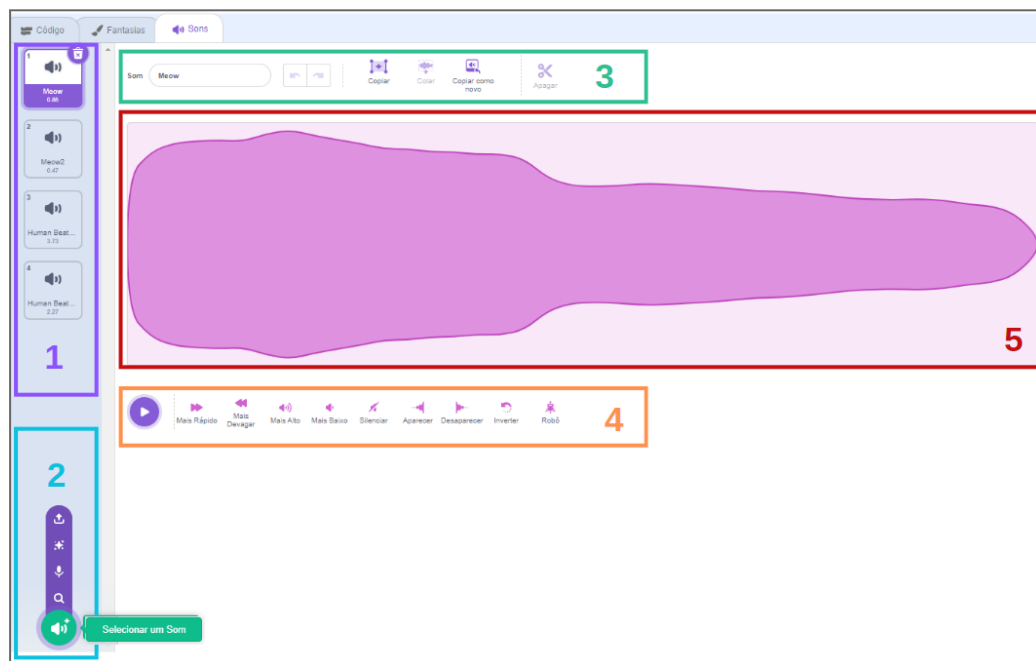 Código Fantasias Sons
1
Meow
0.85
2
Meow2
0.47
3
Human Beat...
3.73
4
Human Beat...
2.27
1
2
Selecionar um Som
Som Meow
Copiar Colar Copiar como
novo
Apagar
3
5
Mais Rápido Mais
Devagar
Mais Alto Mais Baixo Silenciar Aparecer Desaparecer Inverter Robô
4